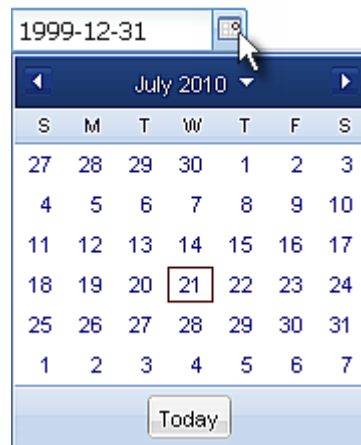 1999-12-31
July 2010
S M T W T F S
27 28 29 30 1 2 3
4 5 6 7 8 9 10
11 12 13 14 15 16 17
18 19 20 21 22 23 24
25 26 27 28 29 30 31
1 2 3 4 5 6 7
Today